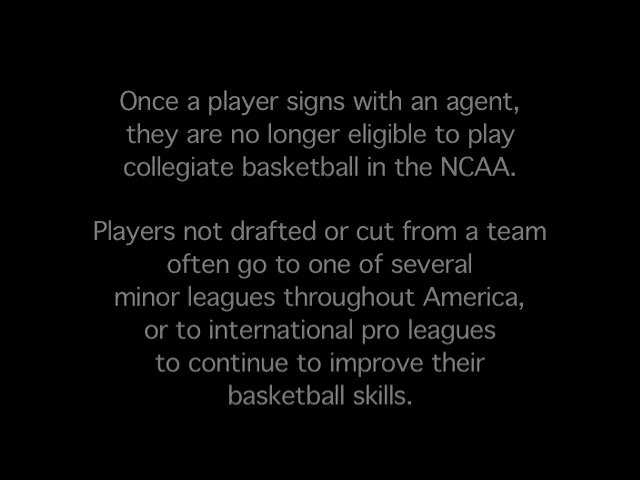 Once a player signs with an agent,
they are no longer eligible to play
collegiate basketball in the NCAA.
Players not drafted or cut from a team
often go to one of several
minor leagues throughout America,
or to international pro leagues
to continue to improve their
basketball skills.